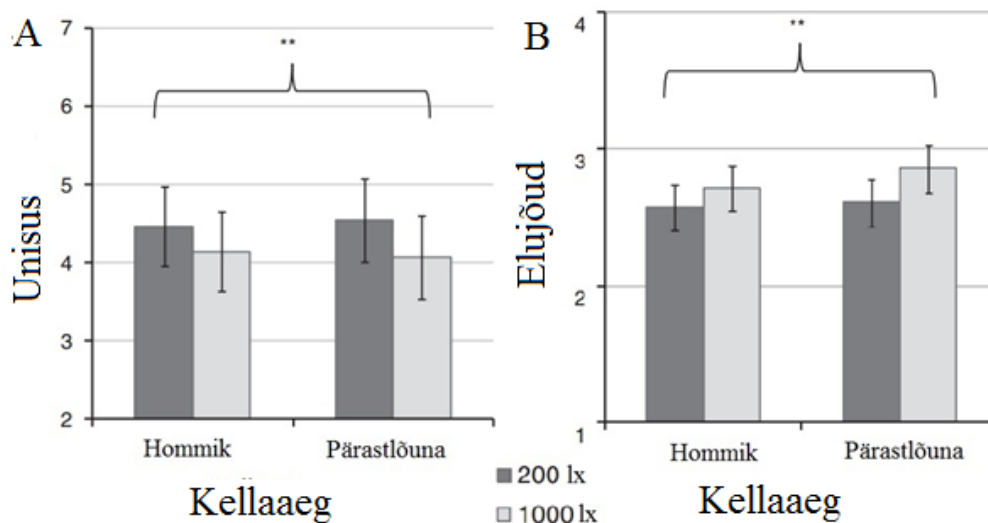 A
Unisus
7
6
5
4
3
2
**
Hommik
Pärastlõuna
Kellaaeg
B
Elujõud
4
3
2
1
**
Hommik
Pärastlõuna
Kellaaeg
200 lx
1000 lx